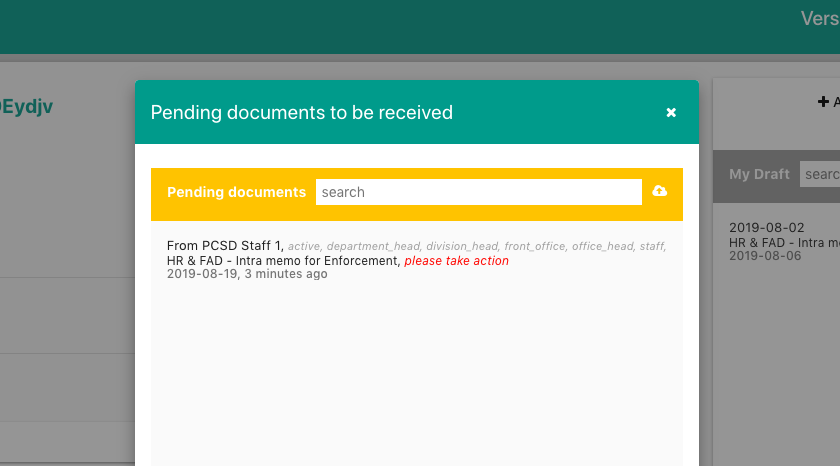 Vers
Eydjv
Pending documents to be received
Pending documents search
From PCSD Staff 1, active, department_head, division_head, front_office, office_head, staff,
HR & FAD - Intra memo for Enforcement, please take action
2019-08-19, 3 minutes ago
+ A
My Draft searc
2019-08-02
HR & FAD - Intra m
2019-08-06